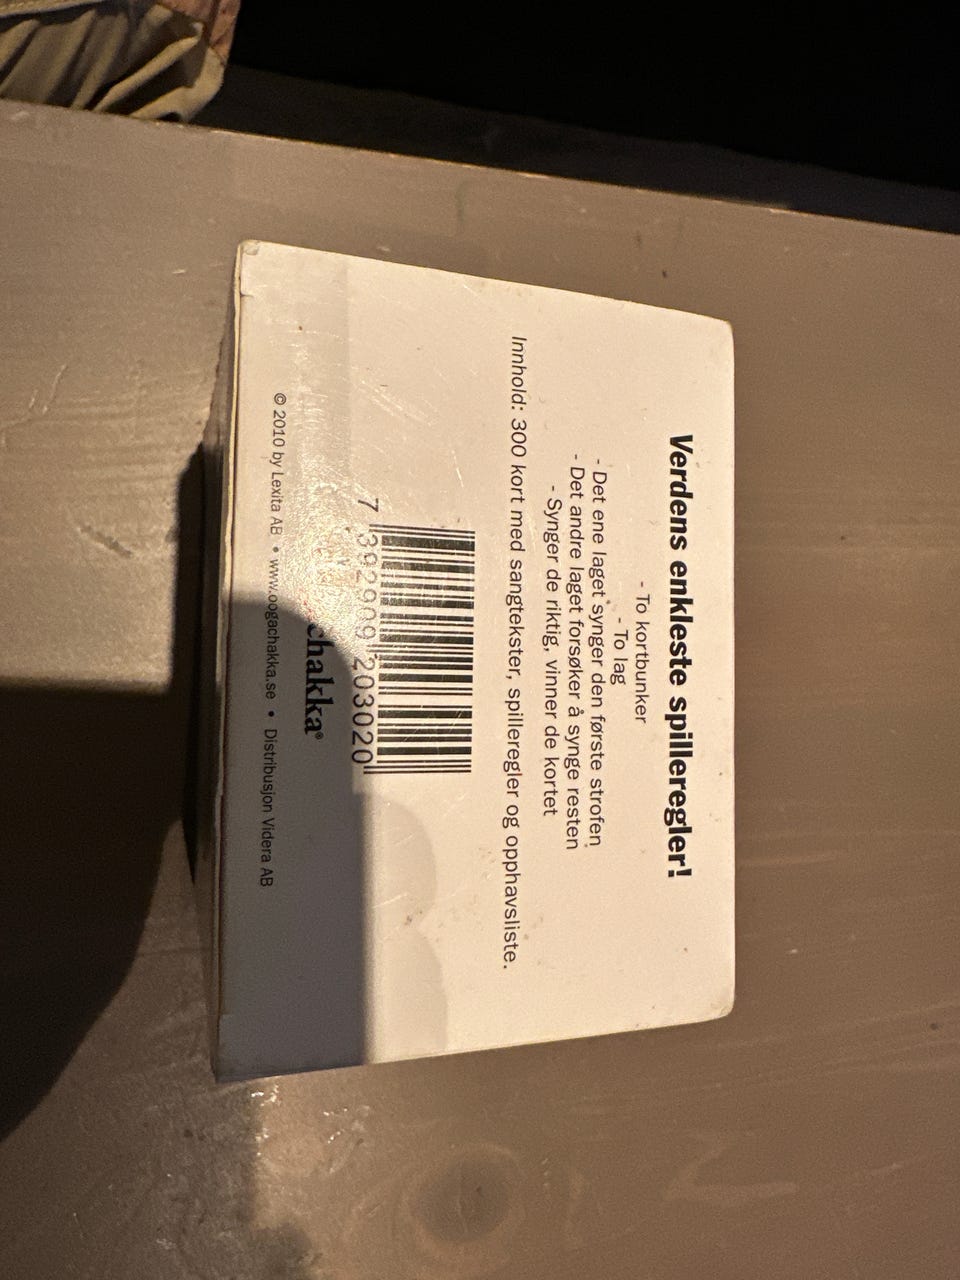 Verdens enkleste spilleregler!
- To kortbunker
- To lag
- Det ene laget synger den første strofen
- Det andre laget forsøker å synge resten
- Synger de riktig, vinner de kortet
Innhold: 300 kort med sangtekster, spilleregler og opphavsliste.
7 392909 203020
chakka®
© 2010 by Lexita AB • www.oogachakka.se • Distribusjon Videra AB